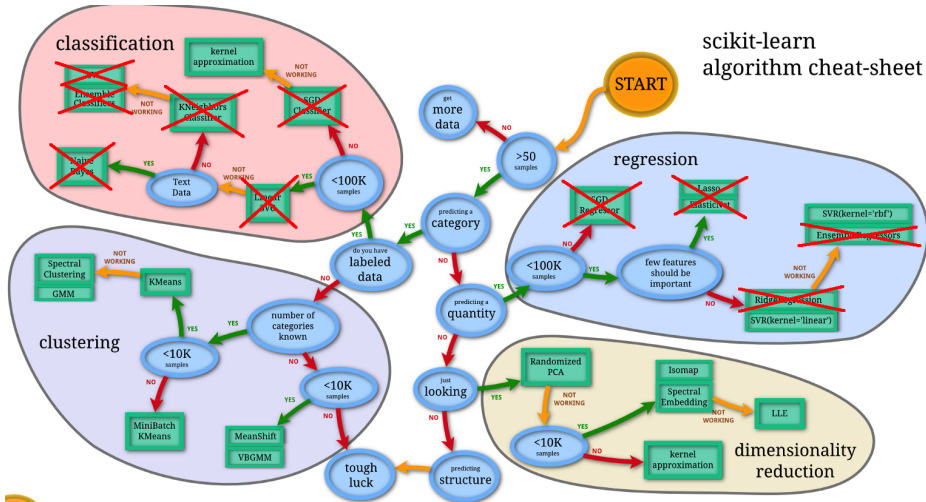 scikit-learn
algorithm cheat-sheet
START
classification
kernel
approximation
NOT
WORKING
Ensemble
Classifiers
NOT
WORKING
KNeighbors
Classifier
SGD
Classifier
NO
NO
YES
Naive
Bayes
Text
Data
NOT
WORKING
Linear
YES
<100K
samples
YES
get
more
data
NO
>50
samples
YES
predicting a
category
YES
do you have
labeled
data
NO
NO
regression
SGD
Regressor
NO
Lasso
ElasticNet
YES
<100K
samples
YES
few features
should be
important
NO
SVR(kernel='rbf')
EnsembleRegressors
NOT
WORKING
RidgeRegression
SVR(kernel='linear')
YES
predicting a
quantity
NO
clustering
Spectral
Clustering
GMM
NOT
WORKING
KMeans
YES
<10K
samples
YES
number of
categories
known
NO
NO
MiniBatch
KMeans
<10K
samples
YES
NO
MeanShift
VBGMM
tough
luck
just
looking
YES
NO
predicting
structure
Randomized
PCA
NOT
WORKING
<10K
samples
YES
NO
Isomap
Spectral
Embedding
NOT
WORKING
LLE
kernel
approximation
dimensionality
reduction